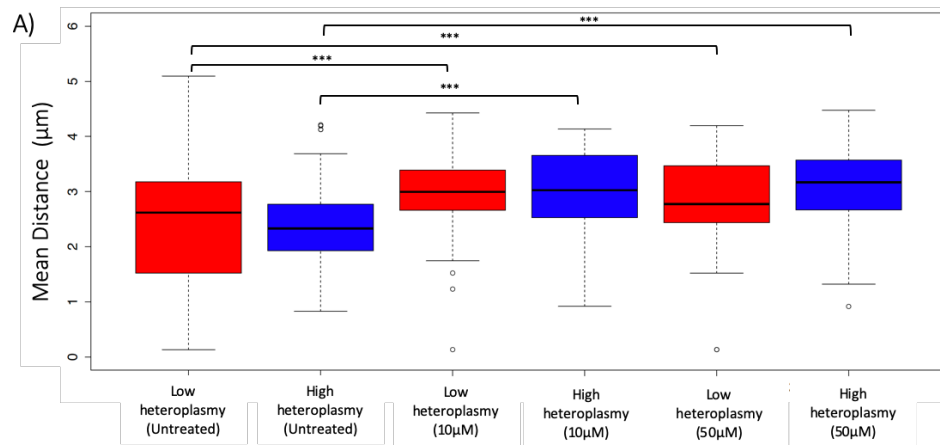 A)
6
5
4
3
2
1
0
Mean Distance (μm)
***
***
***
***
Low
heteroplasmy
(Untreated)
High
heteroplasmy
(Untreated)
Low
heteroplasmy
(10μM)
High
heteroplasmy
(10μM)
Low
heteroplasmy
(50μM)
High
heteroplasmy
(50μM)